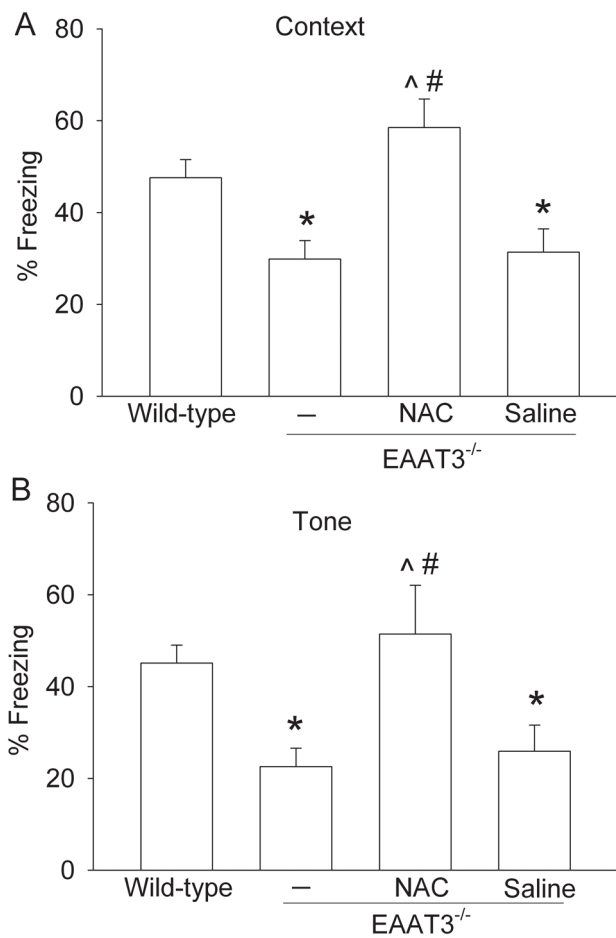 A
Context
80
60
40
20
0
% Freezing
^ #
*
*
Wild-type – NAC Saline
EAAT3-/-
B
Tone
80
60
40
20
0
% Freezing
^ #
*
*
Wild-type – NAC Saline
EAAT3-/-